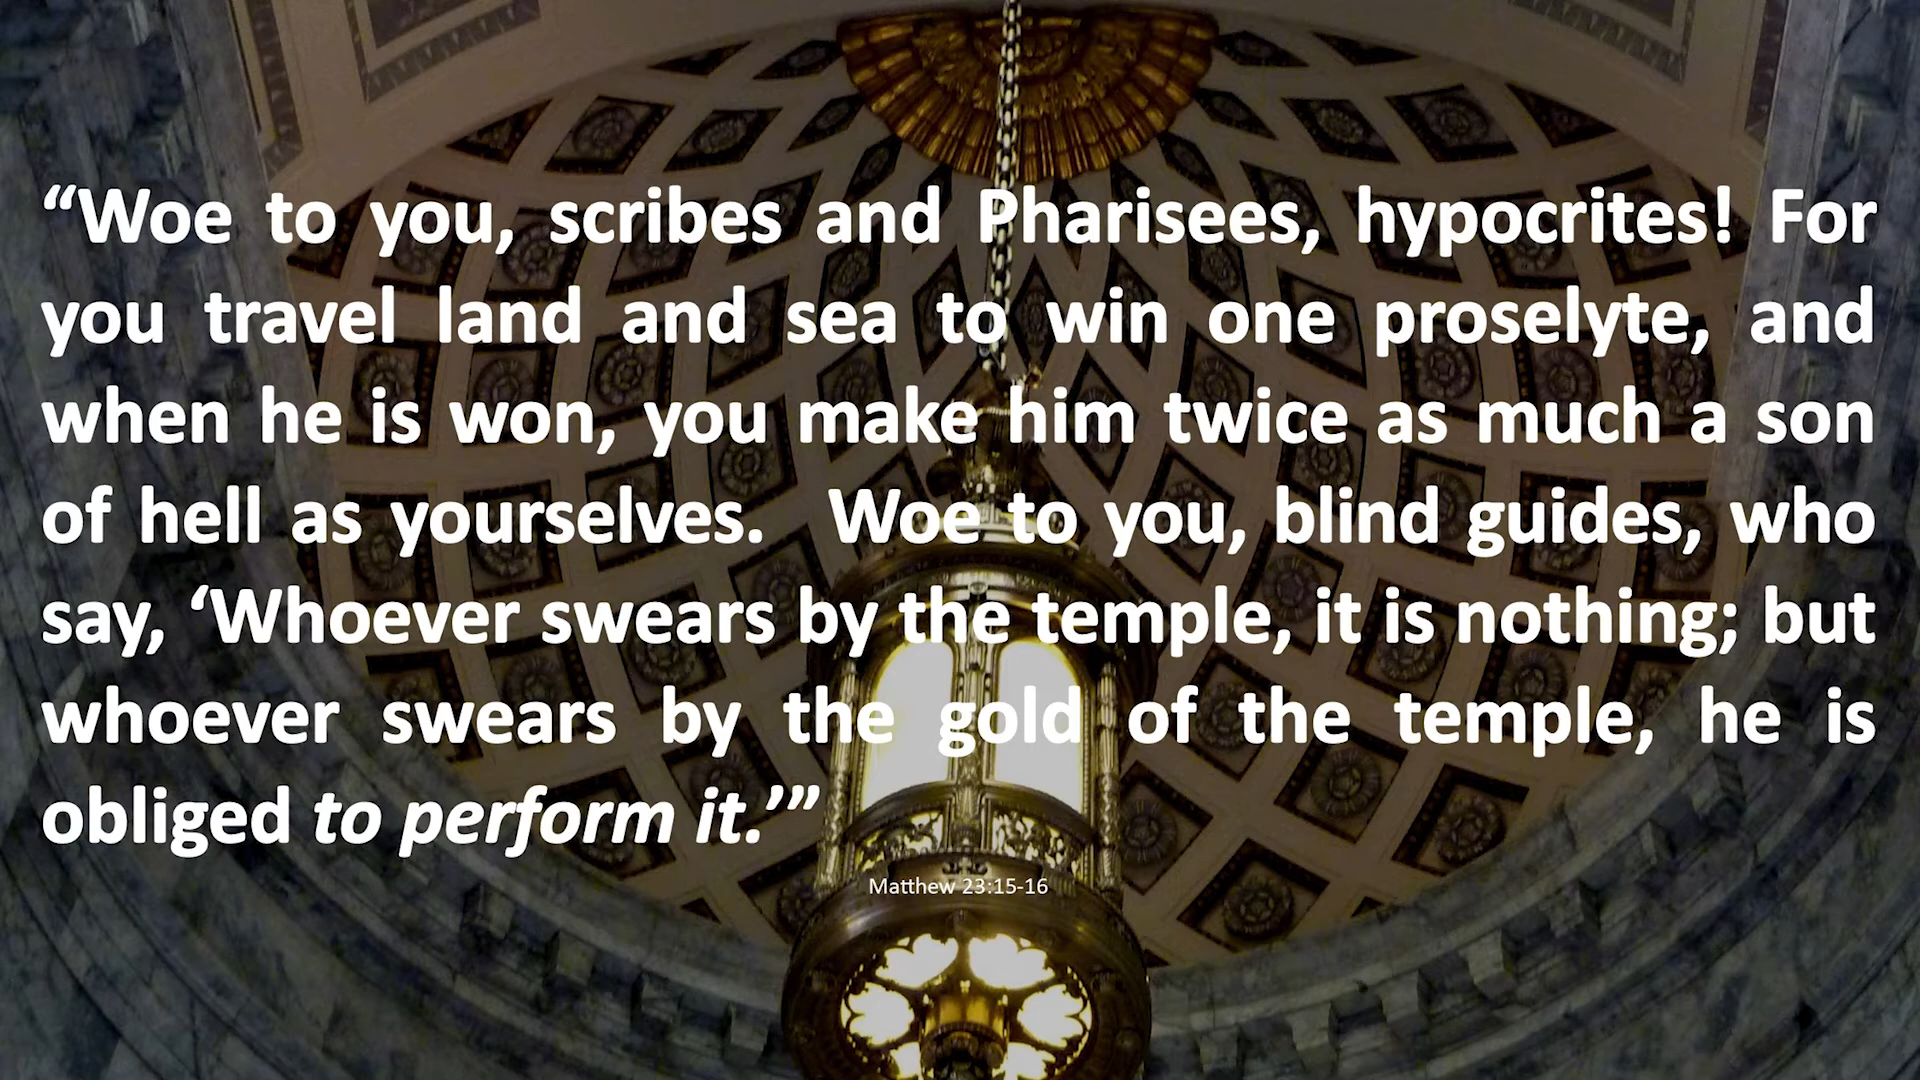 “Woe to you, scribes and Pharisees, hypocrites! For
you travel land and sea to win one proselyte, and
when he is won, you make him twice as much a son
of hell as yourselves.  Woe to you, blind guides, who
say, ‘Whoever swears by the temple, it is nothing; but
whoever swears by the gold of the temple, he is
obliged to perform it.’”
Matthew 23:15-16